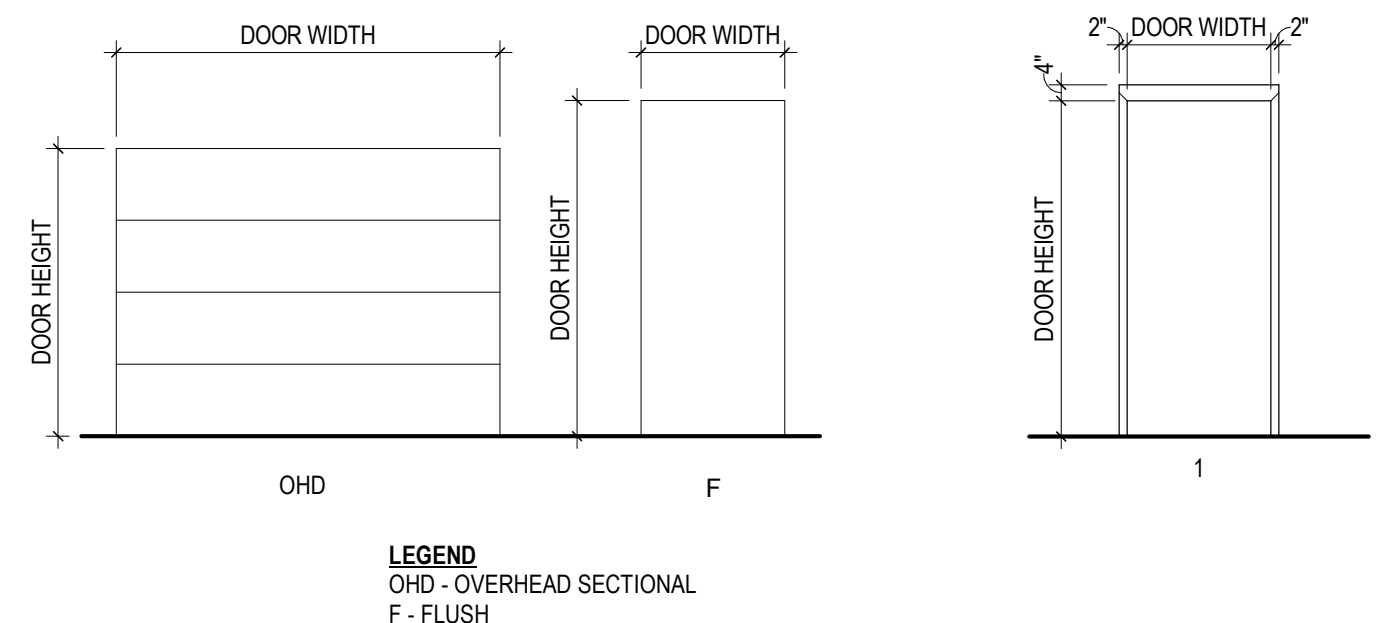 DOOR WIDTH
DOOR HEIGHT
OHD
DOOR WIDTH
DOOR HEIGHT
F
2" DOOR WIDTH 2"
4"
DOOR HEIGHT
1
LEGEND
OHD - OVERHEAD SECTIONAL
F - FLUSH